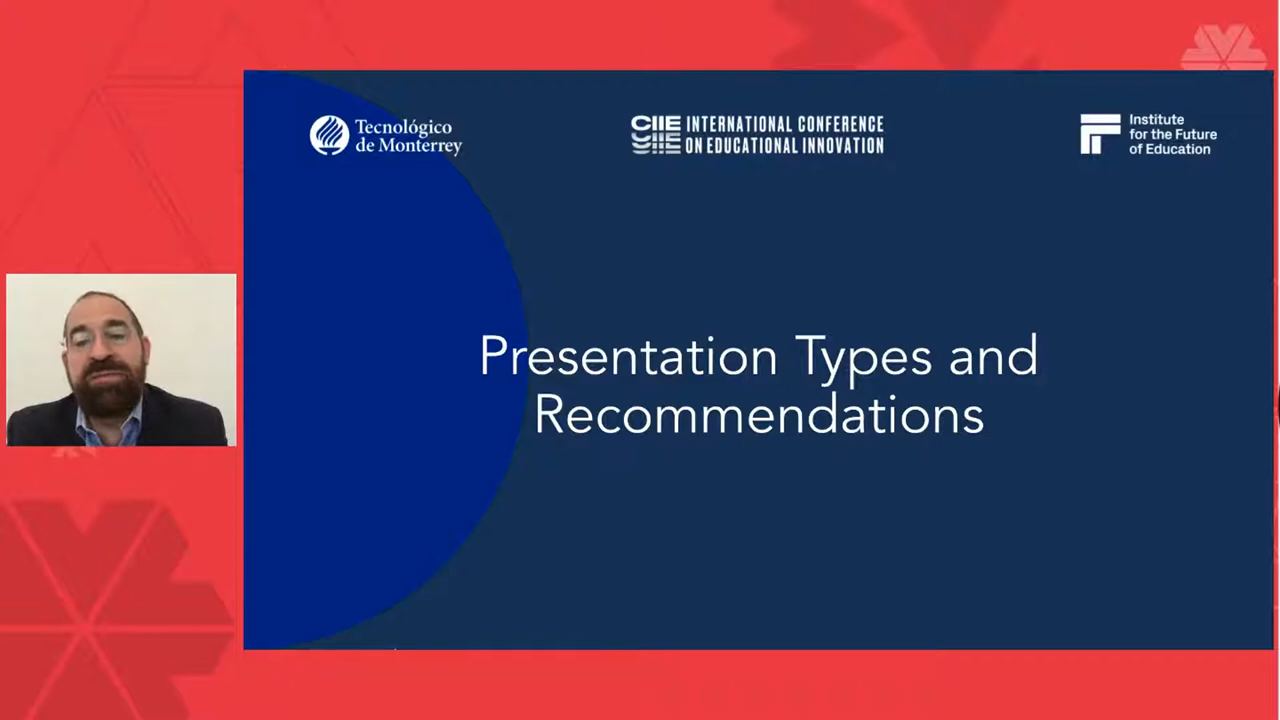 Tecnológico
de Monterrey
CIIE INTERNATIONAL CONFERENCE
ON EDUCATIONAL INNOVATION
Institute
for the Future
of Education
Presentation Types and
Recommendations